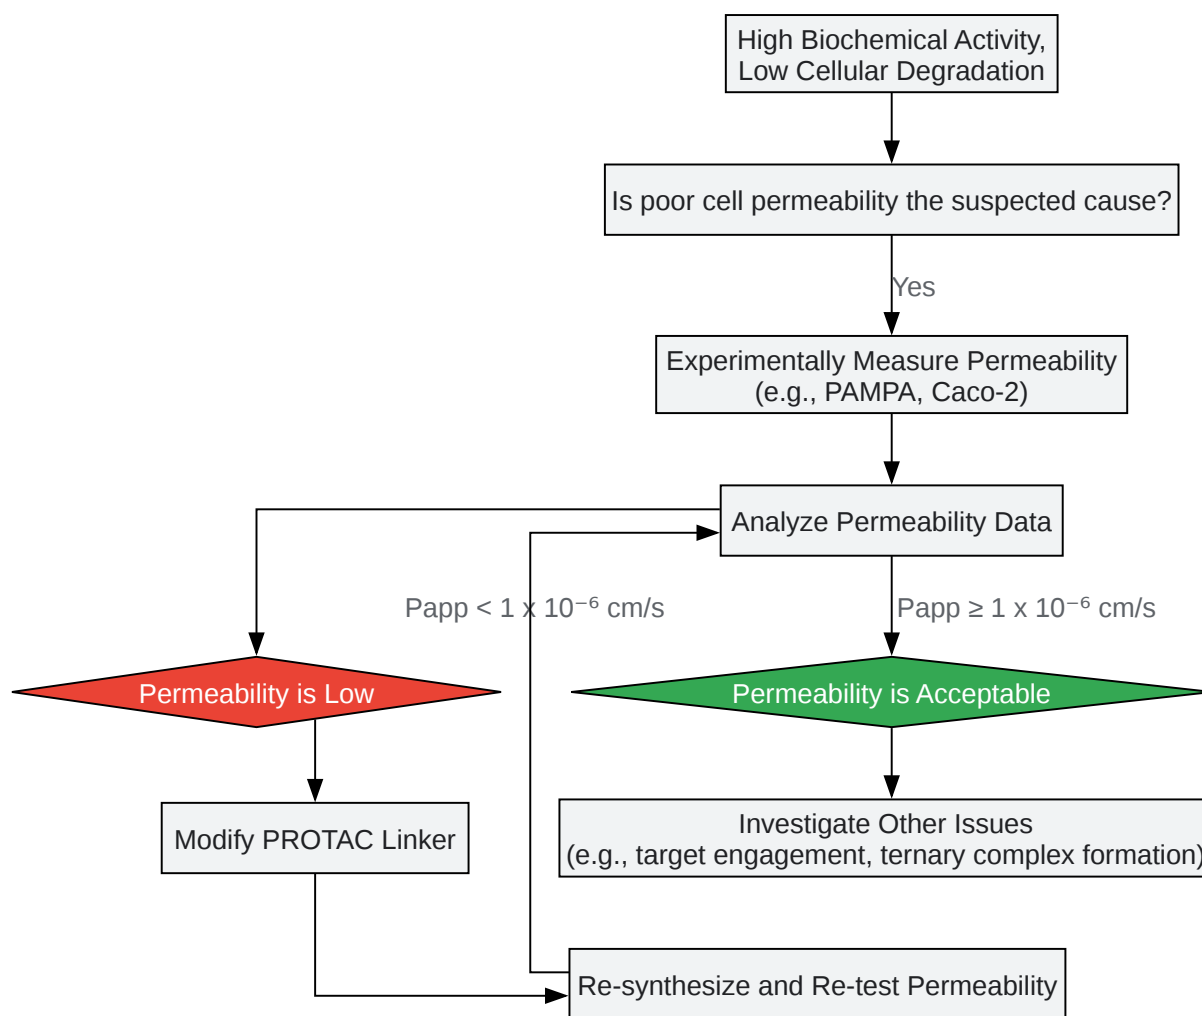 High Biochemical Activity,
Low Cellular Degradation
Is poor cell permeability the suspected cause?
Yes
Experimentally Measure Permeability
(e.g., PAMPA, Caco-2)
Analyze Permeability Data
Papp < 1 x 10⁻⁶ cm/s
Papp ≥ 1 x 10⁻⁶ cm/s
Permeability is Low
Permeability is Acceptable
Modify PROTAC Linker
Investigate Other Issues
(e.g., target engagement, ternary complex formation)
Re-synthesize and Re-test Permeability